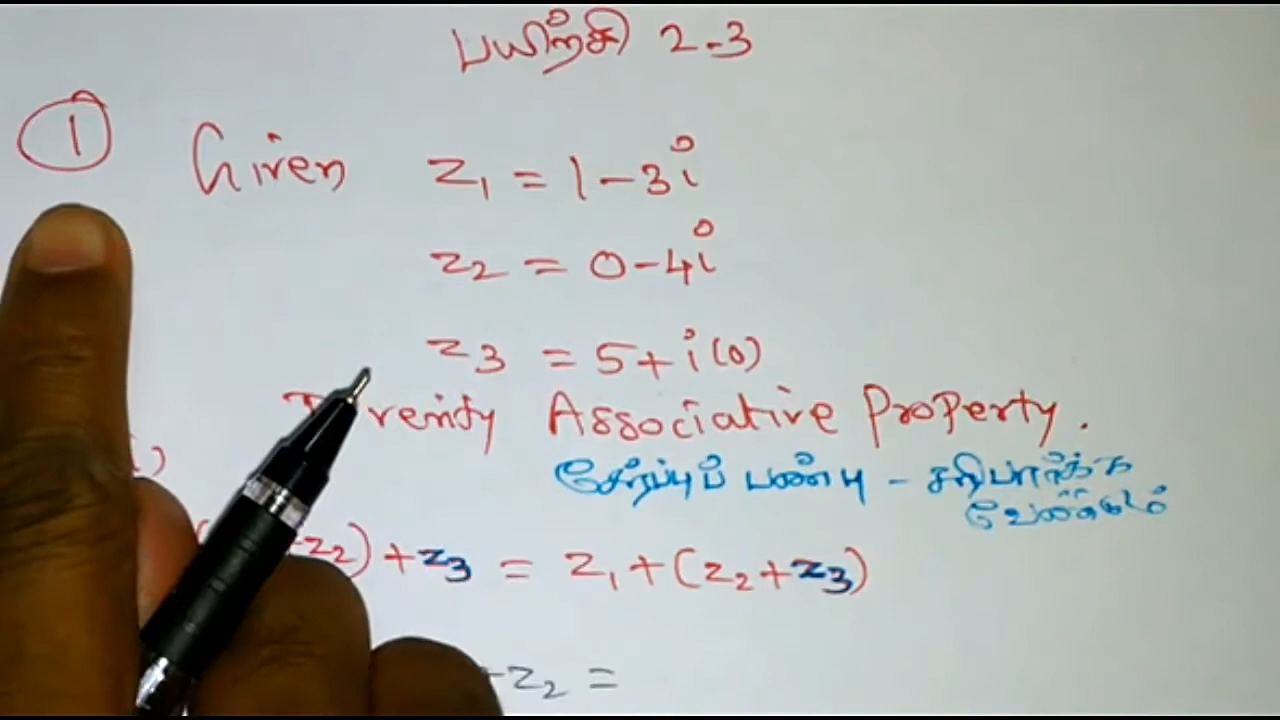 பயிற்சி 2-3
① Given z₁ = 1-3i
z₂ = 0-4i
z₃ = 5+i(0)
Associative Property.
சேர்ப்புப் பண்பு - சரிபார்க்க
வேண்டும்
z₂) + z₃ = z₁ + (z₂ + z₃)
z₂ =